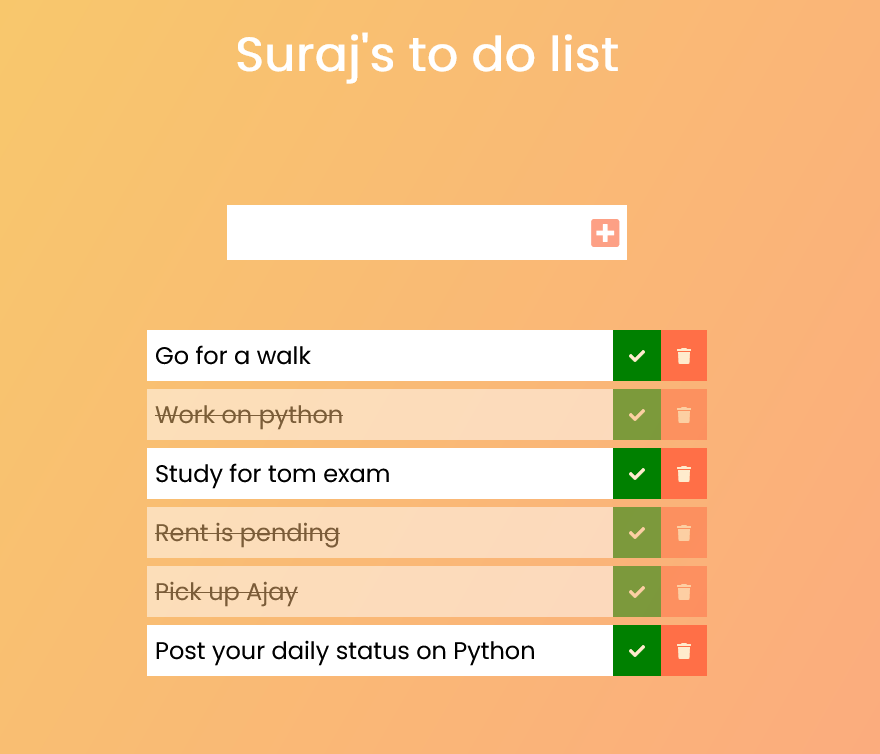 Suraj's to do list
Go for a walk
Work on python
Study for tom exam
Rent is pending
Pick up Ajay
Post your daily status on Python